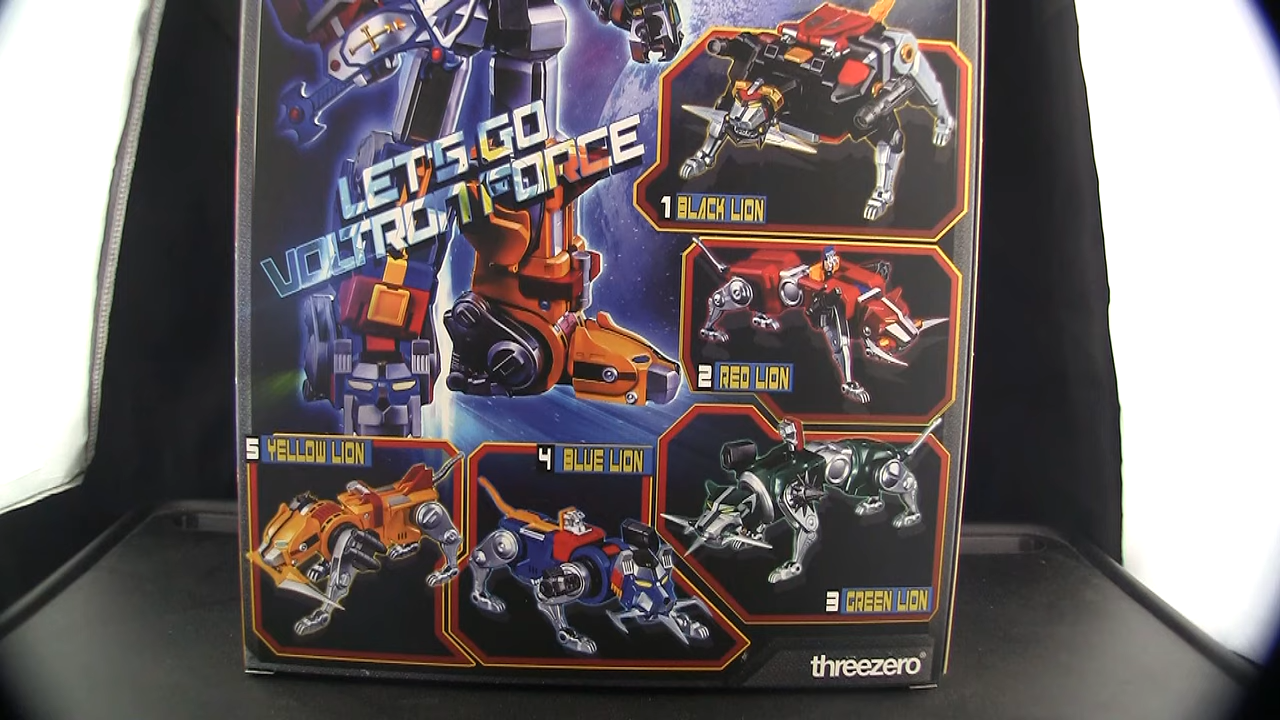 LET'S GO
VOLTRON FORCE
1 BLACK LION
2 RED LION
5 YELLOW LION
4 BLUE LION
3 GREEN LION
threezero®